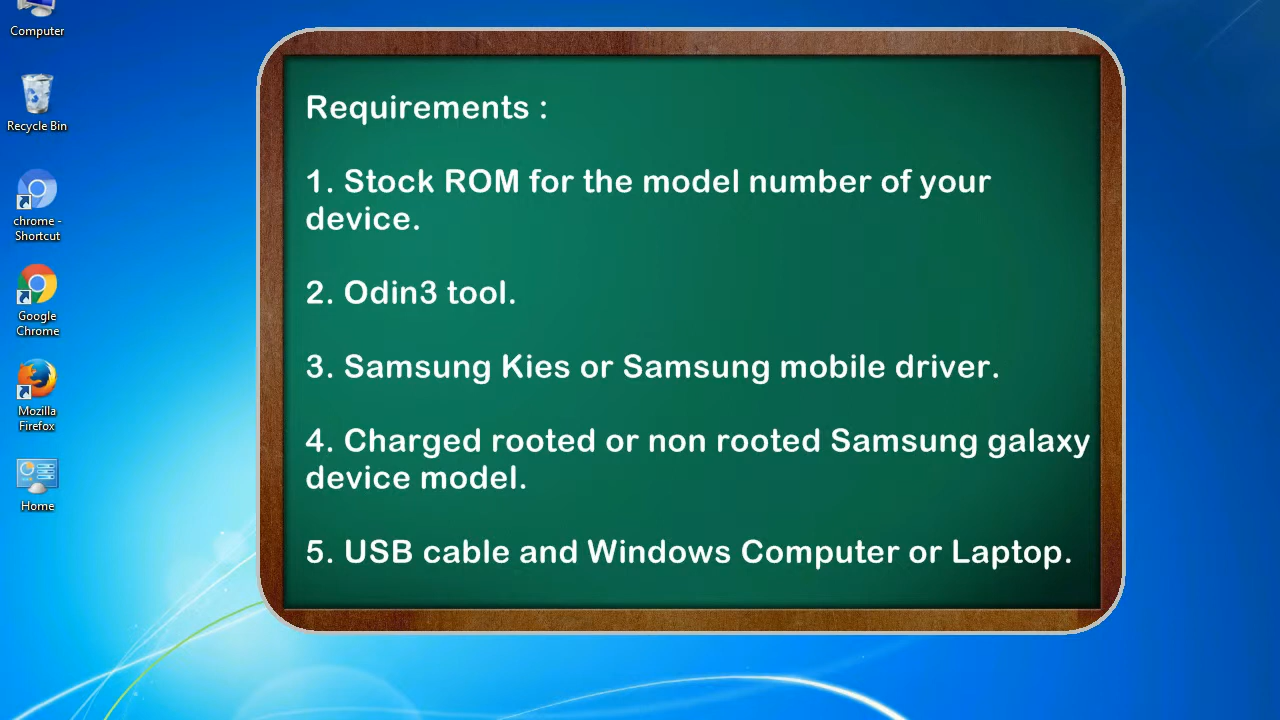 Computer
Recycle Bin
chrome -
Shortcut
Google
Chrome
Mozilla
Firefox
Home
Requirements :
1. Stock ROM for the model number of your
device.
2. Odin3 tool.
3. Samsung Kies or Samsung mobile driver.
4. Charged rooted or non rooted Samsung galaxy
device model.
5. USB cable and Windows Computer or Laptop.